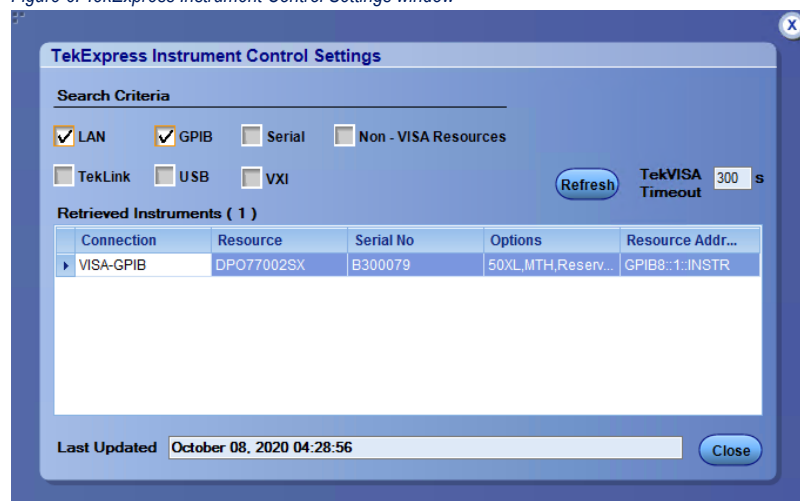 TekExpress Instrument Control Settings
Search Criteria
LAN GPIB Serial Non - VISA Resources
TekLink USB VXI
Refresh
TekVISA Timeout 300 s
Retrieved Instruments ( 1 )
Connection Resource Serial No Options Resource Addr...
VISA-GPIB DPO77002SX B300079 50XL,MTH,Reserv... GPIB8::1::INSTR
Last Updated October 08, 2020 04:28:56
Close